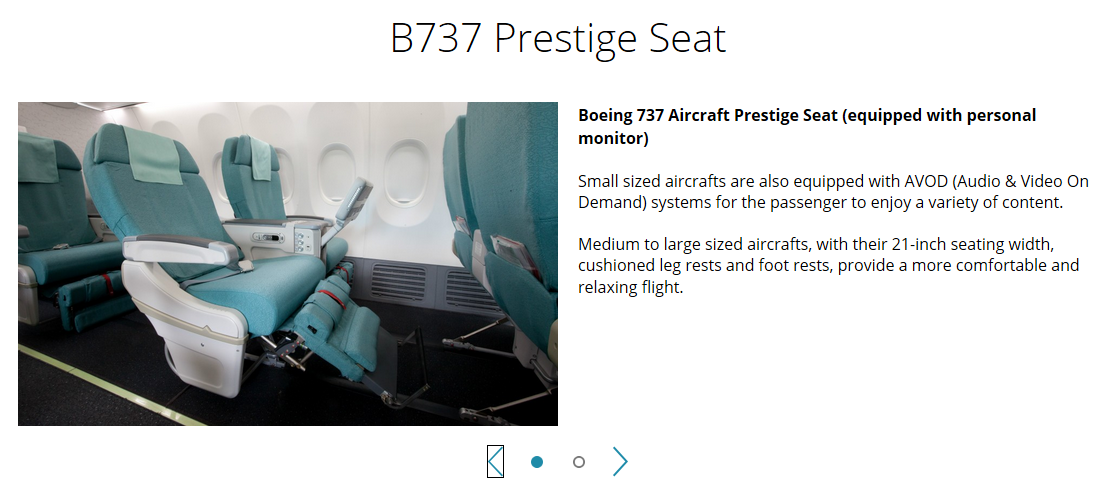 B737 Prestige Seat
Boeing 737 Aircraft Prestige Seat (equipped with personal
monitor)
Small sized aircrafts are also equipped with AVOD (Audio & Video On
Demand) systems for the passenger to enjoy a variety of content.
Medium to large sized aircrafts, with their 21-inch seating width,
cushioned leg rests and foot rests, provide a more comfortable and
relaxing flight.